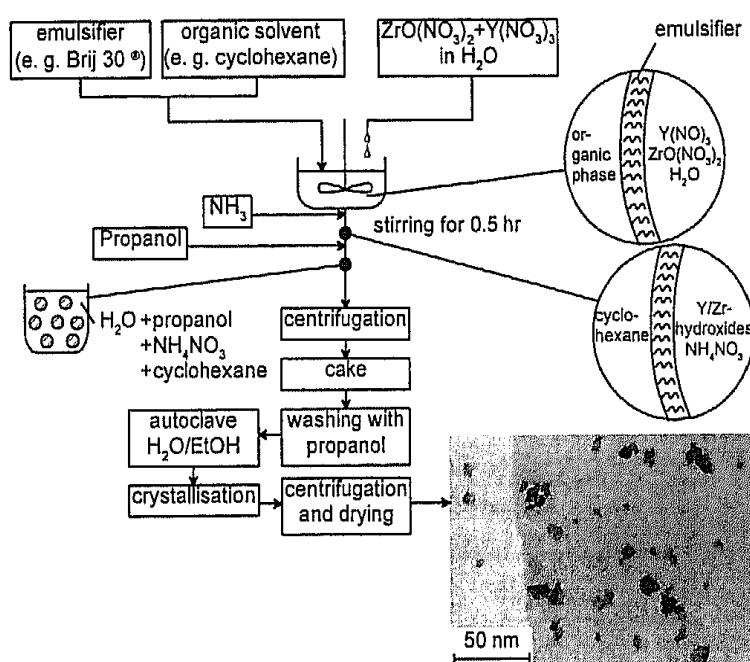 emulsifier
(e. g. Brij 30 ®)
organic solvent
(e. g. cyclohexane)
ZrO(NO₃)₂+Y(NO₃)₃
in H₂O
emulsifier
or-
ganic
phase
Y(NO)₃
ZrO(NO₃)₂
H₂O
NH₃
stirring for 0.5 hr
Propanol
H₂O +propanol
+NH₄NO₃
+cyclohexane
cyclo-
hexane
Y/Zr-
hydroxides
NH₄NO₃
centrifugation
cake
washing with
propanol
autoclave
H₂O/EtOH
crystallisation
centrifugation
and drying
50 nm